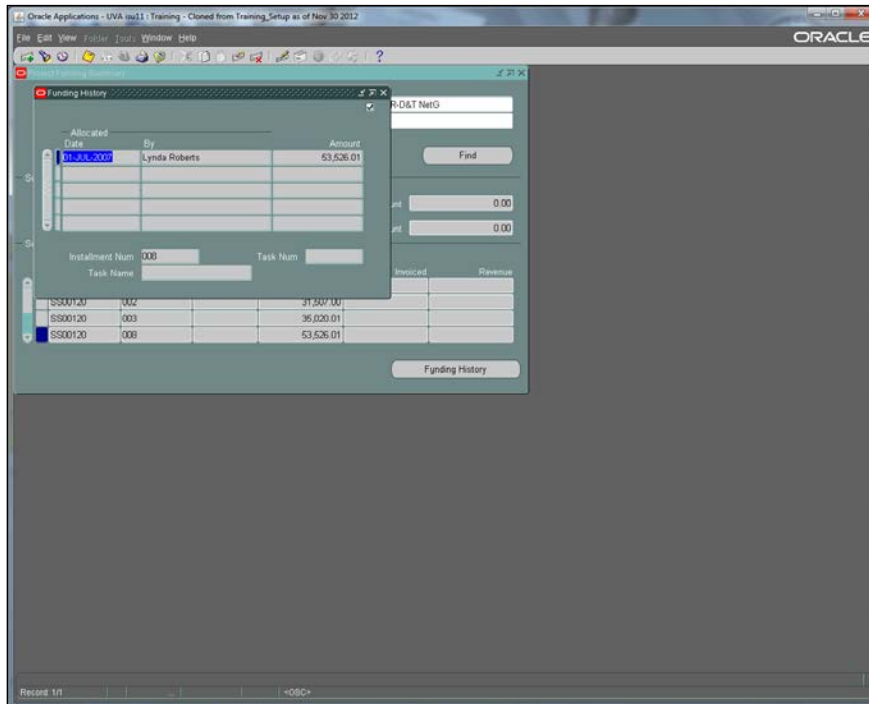 Oracle Applications - UVA isu11 : Training - Cloned from Training_Setup as of Nov 30 2012
File Edit View Folder Tools Window Help
ORACLE
Project Funding Summary
Funding History
R-D&T NetG
Allocated
Date By Amount
01-JUL-2007 Lynda Roberts 53,526.01
Find
0.00
0.00
Installment Num 008 Task Num
Task Name
Invoiced Revenue
SS00120 002 31,507.00
SS00120 003 35,020.01
SS00120 008 53,526.01
Funding History
Record: 1/1 ... <OSC>